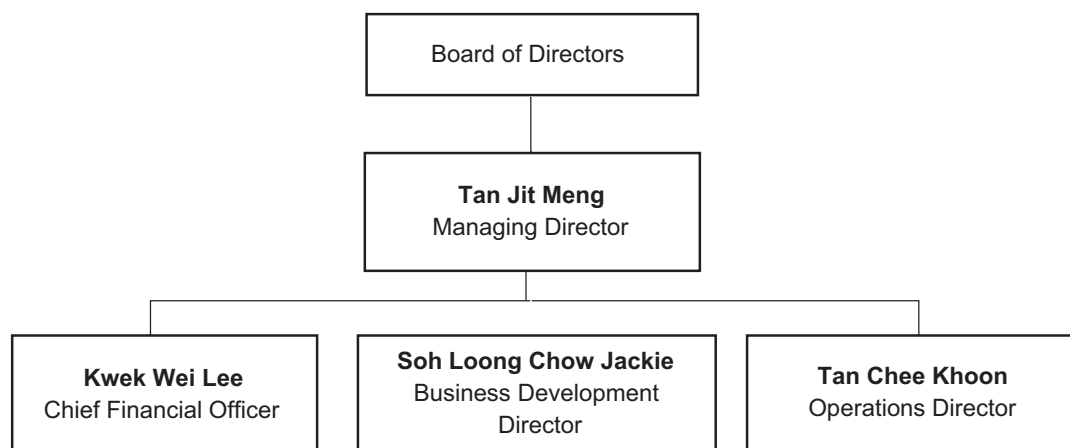 Board of Directors
Tan Jit Meng
Managing Director
Kwek Wei Lee
Chief Financial Officer
Soh Loong Chow Jackie
Business Development
Director
Tan Chee Khoon
Operations Director